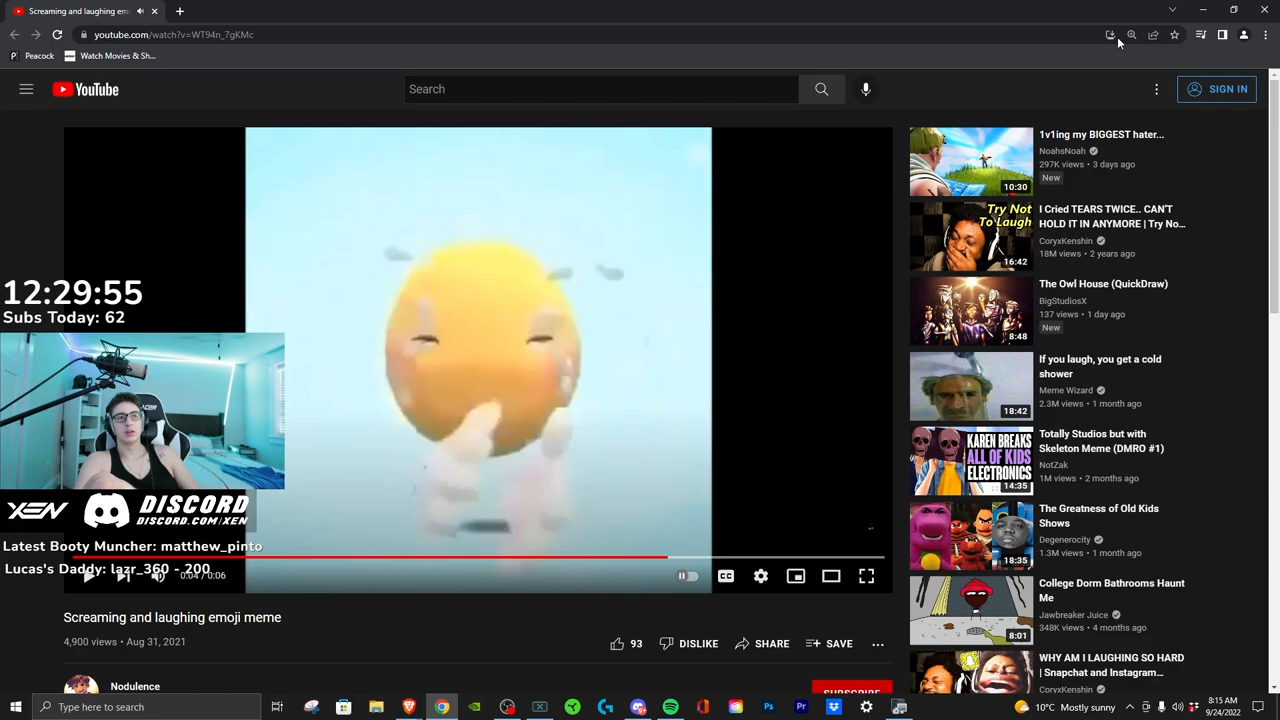 Screaming and laughing em
youtube.com/watch?v=WT94n_7gKMc
Peacock
Watch Movies & Sh...
YouTube
Search
SIGN IN
1v1ing my BIGGEST hater...
NoahsNoah
297K views • 3 days ago
New
10:30
Try Not
To Laugh
16:42
I Cried TEARS TWICE.. CAN'T
HOLD IT IN ANYMORE | Try No...
CoryxKenshin
18M views • 2 years ago
The Owl House (QuickDraw)
BigStudiosX
137 views • 1 day ago
New
8:48
If you laugh, you get a cold
shower
Meme Wizard
2.3M views • 1 month ago
18:42
KAREN BREAKS
ALL OF KIDS
ELECTRONICS
14:35
Totally Studios but with
Skeleton Meme (DMRO #1)
NotZak
1M views • 2 months ago
The Greatness of Old Kids
Shows
Degenerocity
1.3M views • 1 month ago
18:35
College Dorm Bathrooms Haunt
Me
Jawbreaker Juice
348K views • 4 months ago
8:01
WHY AM I LAUGHING SO HARD
| Snapchat and Instagram...
CoryxKenshin
12:29:55
Subs Today: 62
XEN
DISCORD
DISCORD.COM/XEN
Latest Booty Muncher: matthew_pinto
Lucas's Daddy: lazr_360 - 200
0:04 / 0:06
CC
Screaming and laughing emoji meme
4,900 views • Aug 31, 2021
93
DISLIKE
SHARE
SAVE
Nodulence
SUBSCRIBE
Type here to search
10°C Mostly sunny
8:15 AM
9/24/2022